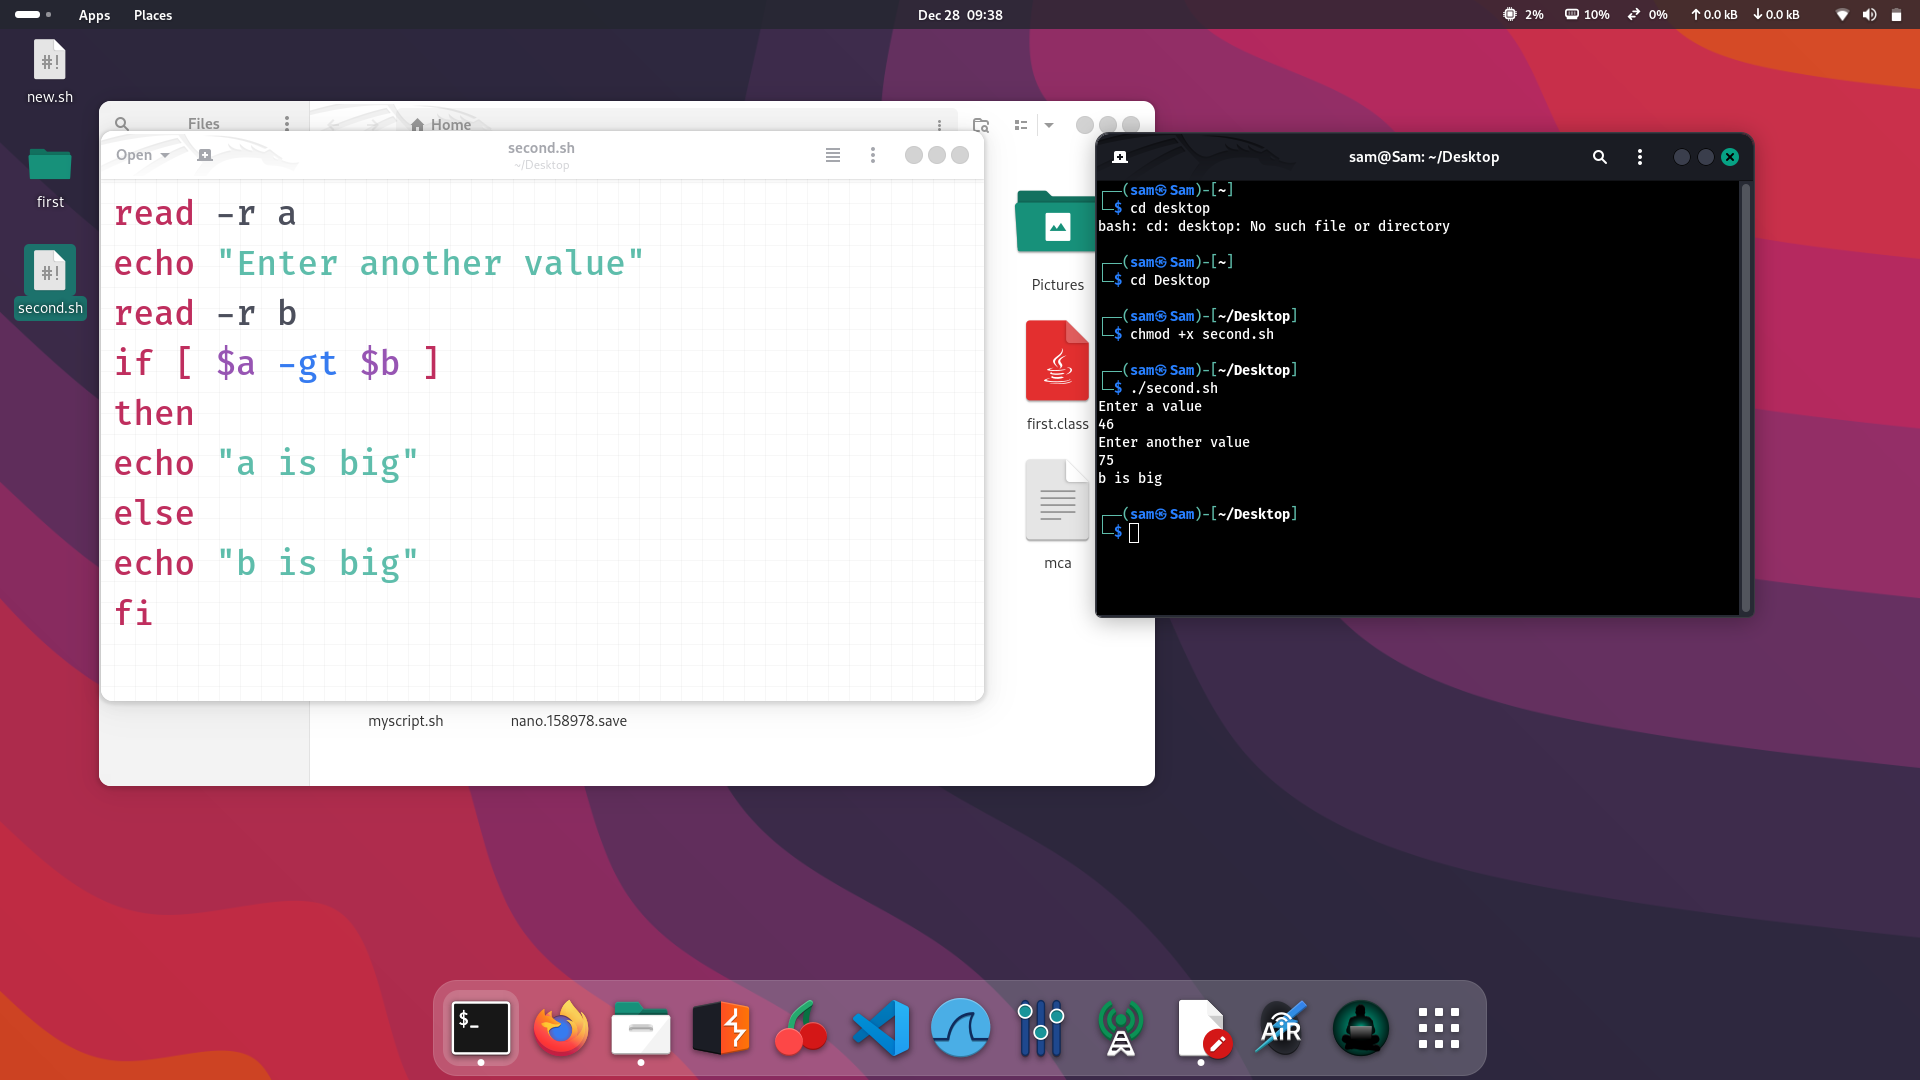 Apps Places Dec 28 09:38 2% 10% 0% 0.0 kB 0.0 kB
#!
new.sh
first
#!
second.sh
Files Home
Open second.sh
~/Desktop
read -r a
echo "Enter another value"
read -r b
if [ $a -gt $b ]
then
echo "a is big"
else
echo "b is big"
fi
Pictures
first.class
mca
myscript.sh nano.158978.save
sam@Sam: ~/Desktop
(sam㉿Sam)-[~]
$ cd desktop
bash: cd: desktop: No such file or directory
(sam㉿Sam)-[~]
$ cd Desktop
(sam㉿Sam)-[~/Desktop]
$ chmod +x second.sh
(sam㉿Sam)-[~/Desktop]
$ ./second.sh
Enter a value
46
Enter another value
75
b is big
(sam㉿Sam)-[~/Desktop]
$
$_
AiR